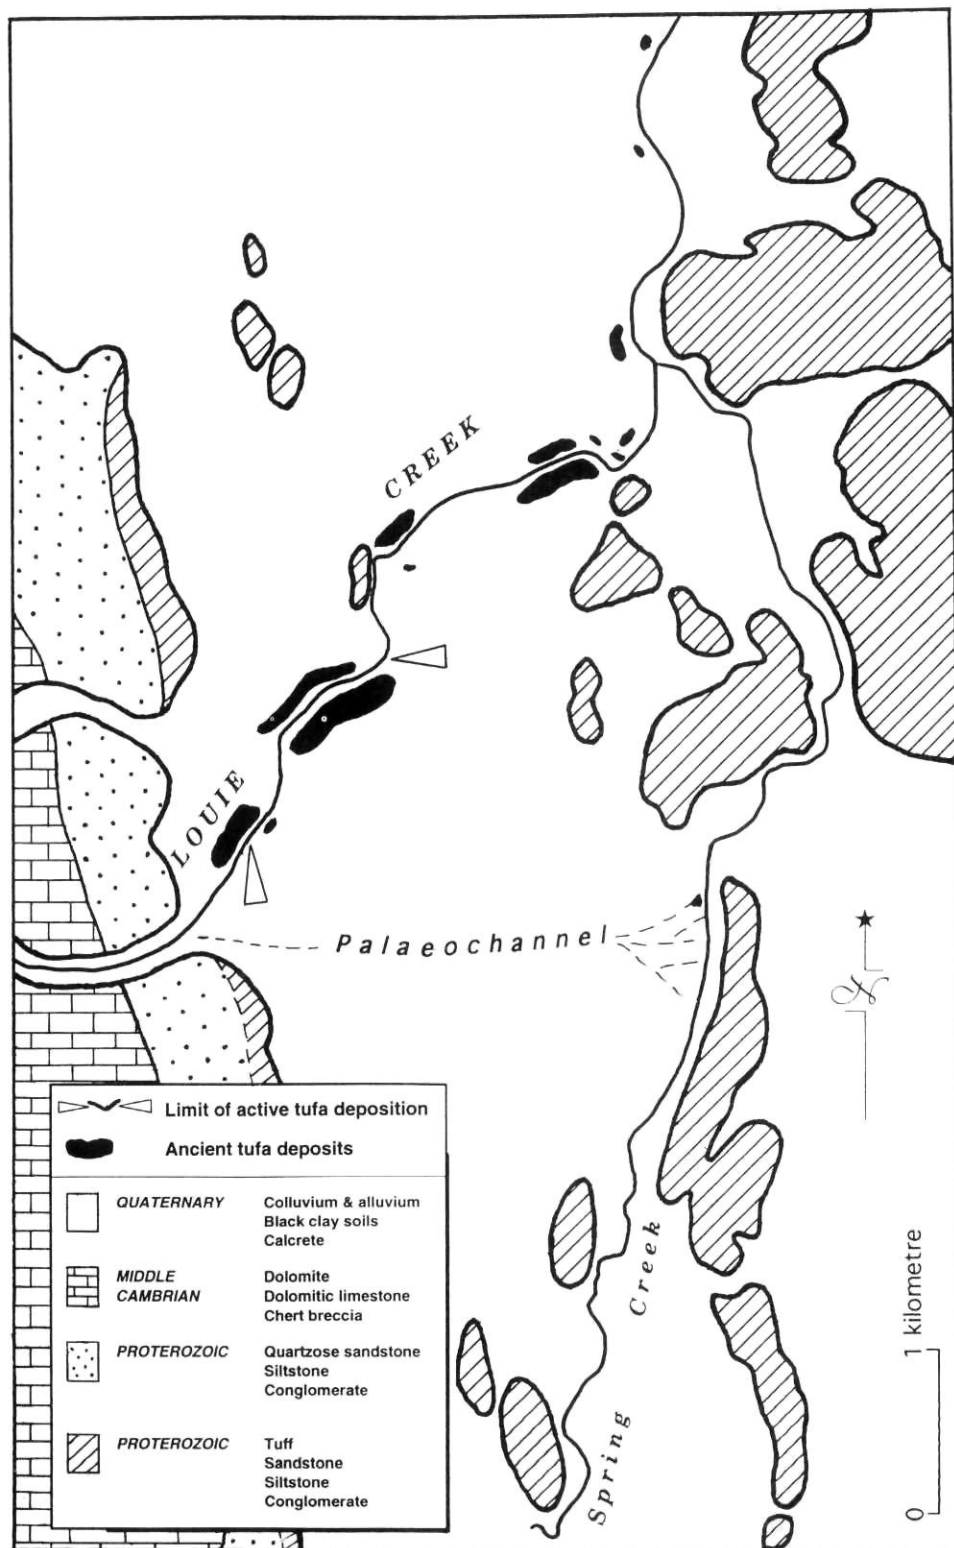 CREEK
LOUIE
Palaeochannel
Limit of active tufa deposition
Ancient tufa deposits
QUATERNARY Colluvium & alluvium
Black clay soils
Calcrete
MIDDLE Dolomite
CAMBRIAN Dolomitic limestone
Chert breccia
PROTEROZOIC Quartzose sandstone
Siltstone
Conglomerate
PROTEROZOIC Tuff
Sandstone
Siltstone
Conglomerate
Creek
Spring
0 1 kilometre